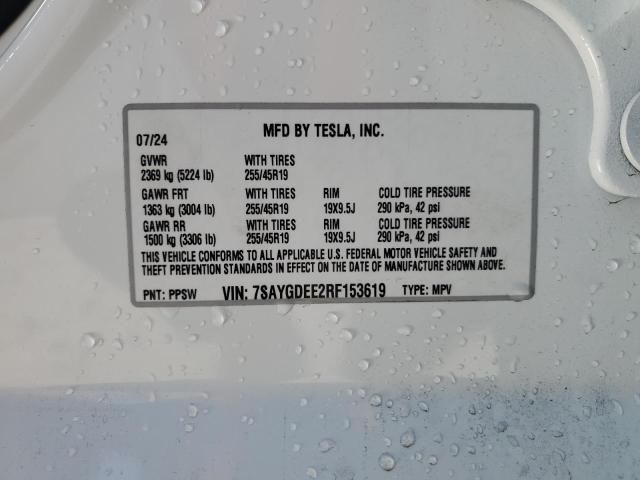 07/24 MFD BY TESLA, INC.
GVWR WITH TIRES
2369 kg (5224 lb) 255/45R19
GAWR FRT WITH TIRES RIM COLD TIRE PRESSURE
1363 kg (3004 lb) 255/45R19 19X9.5J 290 kPa, 42 psi
GAWR RR WITH TIRES RIM COLD TIRE PRESSURE
1500 kg (3306 lb) 255/45R19 19X9.5J 290 kPa, 42 psi
THIS VEHICLE CONFORMS TO ALL APPLICABLE U.S. FEDERAL MOTOR VEHICLE SAFETY AND
THEFT PREVENTION STANDARDS IN EFFECT ON THE DATE OF MANUFACTURE SHOWN ABOVE.
PNT: PPSW VIN: 7SAYGDEE2RF153619 TYPE: MPV